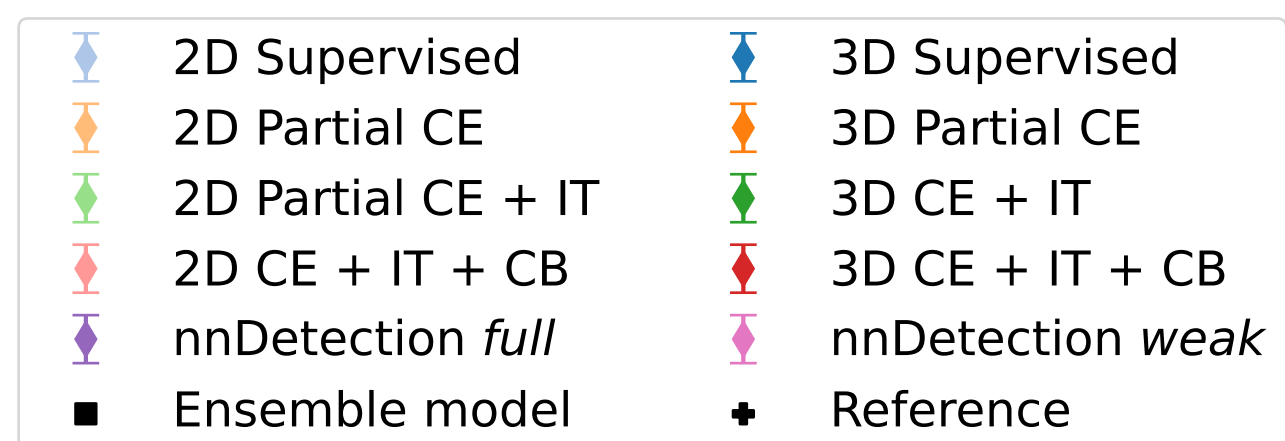 2D Supervised
2D Partial CE
2D Partial CE + IT
2D CE + IT + CB
nnDetection full
Ensemble model
3D Supervised
3D Partial CE
3D CE + IT
3D CE + IT + CB
nnDetection weak
Reference